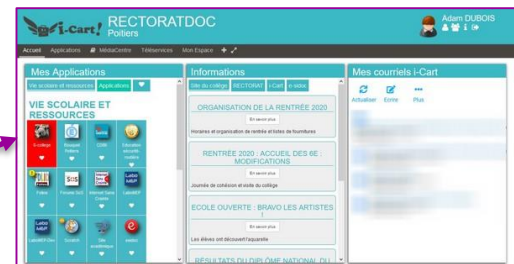 i-Cart!
RECTORATDOC
Poitiers
Adam DUBOIS
Accueil Applications MédiaCentre Téléservices Mon Espace
Mes Applications
Vie scolaire et ressources Applications
VIE SCOLAIRE ET RESSOURCES
E-collège
Folios
Scratch
Informations
Site du collège RECTORAT i-Cart
ORGANISATION DE LA RENTRÉE 2020
En savoir plus
Horaires et organisation de rentrée et listes de fournitures
RENTRÉE 2020 : ACCUEIL DES 6E : MODIFICATIONS
En savoir plus
Journée de cohésion et visite du collège
ECOLE OUVERTE : BRAVO LES ARTISTES !
En savoir plus
Les élèves ont découvert l'aquarelle
RÉSULTATS DU DIPLÔME NATIONAL DU
Mes courriels i-Cart
Actualiser Ecrire Plus